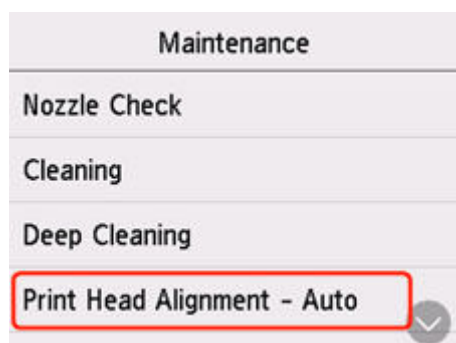 Maintenance
Nozzle Check
Cleaning
Deep Cleaning
Print Head Alignment - Auto